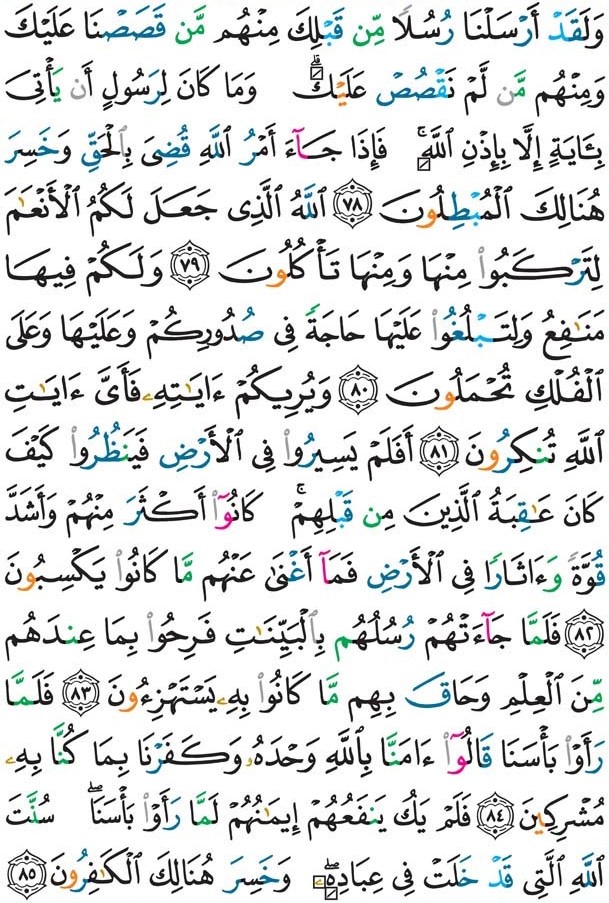 وَلَقَدْ أَرْسَلْنَا رُسُلًا مِّن قَبْلِكَ مِنْهُم مَّن قَصَصْنَا عَلَيْكَ
وَمِنْهُم مَّن لَّمْ نَقْصُصْ عَلَيْكَ ۗ وَمَا كَانَ لِرَسُولٍ أَن يَأْتِىَ
بِـَٔايَةٍ إِلَّا بِإِذْنِ ٱللَّهِ ۚ فَإِذَا جَآءَ أَمْرُ ٱللَّهِ قُضِىَ بِٱلْحَقِّ وَخَسِرَ
هُنَالِكَ ٱلْمُبْطِلُونَ ٧٨ ٱللَّهُ ٱلَّذِى جَعَلَ لَكُمُ ٱلْأَنْعَٰمَ
لِتَرْكَبُوا۟ مِنْهَا وَمِنْهَا تَأْكُلُونَ ٧٩ وَلَكُمْ فِيهَا
مَنَٰفِعُ وَلِتَبْلُغُوا۟ عَلَيْهَا حَاجَةً فِى صُدُورِكُمْ وَعَلَيْهَا وَعَلَى
ٱلْفُلْكِ تُحْمَلُونَ ٨٠ وَيُرِيكُمْ ءَايَٰتِهِۦ فَأَىَّ ءَايَٰتِ
ٱللَّهِ تُنكِرُونَ ٨١ أَفَلَمْ يَسِيرُوا۟ فِى ٱلْأَرْضِ فَيَنظُرُوا۟ كَيْفَ
كَانَ عَٰقِبَةُ ٱلَّذِينَ مِن قَبْلِهِمْ ۚ كَانُوٓا۟ أَكْثَرَ مِنْهُمْ وَأَشَدَّ
قُوَّةً وَءَاثَارًا فِى ٱلْأَرْضِ فَمَآ أَغْنَىٰ عَنْهُم مَّا كَانُوا۟ يَكْسِبُونَ
٨٢ فَلَمَّا جَآءَتْهُمْ رُسُلُهُم بِٱلْبَيِّنَٰتِ فَرِحُوا۟ بِمَا عِندَهُم
مِّنَ ٱلْعِلْمِ وَحَاقَ بِهِم مَّا كَانُوا۟ بِهِۦ يَسْتَهْزِءُونَ ٨٣ فَلَمَّا
رَأَوْا۟ بَأْسَنَا قَالُوٓا۟ ءَامَنَّا بِٱللَّهِ وَحْدَهُۥ وَكَفَرْنَا بِمَا كُنَّا بِهِۦ
مُشْرِكِينَ ٨٤ فَلَمْ يَكُ يَنفَعُهُمْ إِيمَٰنُهُمْ لَمَّا رَأَوْا۟ بَأْسَنَا ۖ سُنَّتَ
ٱللَّهِ ٱلَّتِى قَدْ خَلَتْ فِى عِبَادِهِۦ ۖ وَخَسِرَ هُنَالِكَ ٱلْكَٰفِرُونَ ٨٥